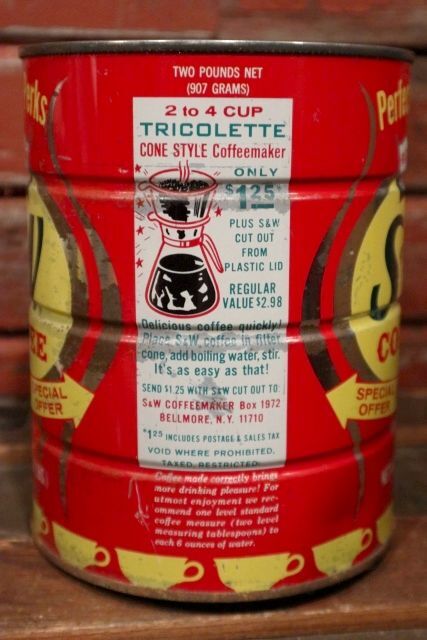 TWO POUNDS NET
(907 GRAMS)
2 to 4 CUP
TRICOLETTE
CONE STYLE Coffeemaker
ONLY
$1.25*
PLUS S&W
CUT OUT
FROM
PLASTIC LID
REGULAR
VALUE $2.98
Delicious coffee quickly!
Place S&W coffee in filter
cone, add boiling water, stir.
It's as easy as that!
SEND $1.25 WITH S&W CUT OUT TO:
S&W COFFEEMAKER Box 1972
BELLMORE, N.Y. 11710
*1.25 INCLUDES POSTAGE & SALES TAX
VOID WHERE PROHIBITED,
TAXED, RESTRICTED.
Coffee made correctly brings
more drinking pleasure! For
utmost enjoyment we rec-
ommend one level standard
coffee measure (two level
measuring tablespoons) to
each 6 ounces of water.
erks
EE
SPECIAL
OFFER
Perfe
S
CO
SPECIA
OFFER